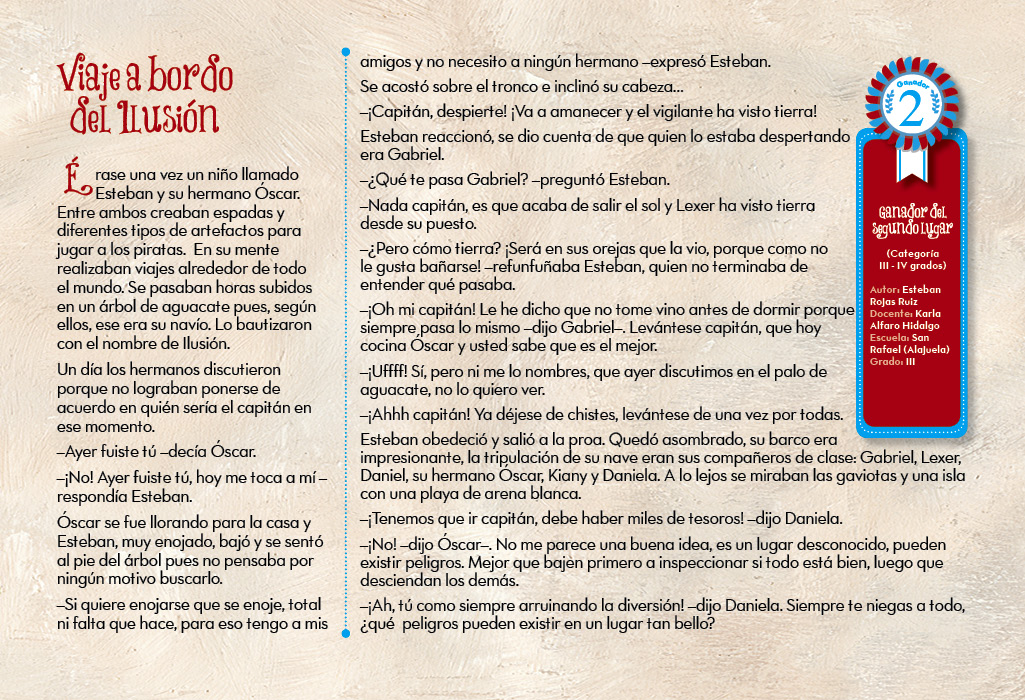 Viaje a bordo
del Ilusión
Érase una vez un niño llamado
Esteban y su hermano Óscar.
Entre ambos creaban espadas y
diferentes tipos de artefactos para
jugar a los piratas. En su mente
realizaban viajes alrededor de todo
el mundo. Se pasaban horas subidos
en un árbol de aguacate pues, según
ellos, ese era su navío. Lo bautizaron
con el nombre de Ilusión.
Un día los hermanos discutieron
porque no lograban ponerse de
acuerdo en quién sería el capitán en
ese momento.
–Ayer fuiste tú –decía Óscar.
–¡No! Ayer fuiste tú, hoy me toca a mí –
respondía Esteban.
Óscar se fue llorando para la casa y
Esteban, muy enojado, bajó y se sentó
al pie del árbol pues no pensaba por
ningún motivo buscarlo.
–Si quiere enojarse que se enoje, total
ni falta que hace, para eso tengo a mis
amigos y no necesito a ningún hermano –expresó Esteban.
Se acostó sobre el tronco e inclinó su cabeza...
–¡Capitán, despierte! ¡Va a amanecer y el vigilante ha visto tierra!
Esteban reaccionó, se dio cuenta de que quien lo estaba despertando
era Gabriel.
–¿Qué te pasa Gabriel? –preguntó Esteban.
–Nada capitán, es que acaba de salir el sol y Lexer ha visto tierra
desde su puesto.
–¿Pero cómo tierra? ¡Será en sus orejas que la vio, porque como no
le gusta bañarse! –refunfuñaba Esteban, quien no terminaba de
entender qué pasaba.
–¡Oh mi capitán! Le he dicho que no tome vino antes de dormir porque
siempre pasa lo mismo –dijo Gabriel–. Levántese capitán, que hoy
cocina Óscar y usted sabe que es el mejor.
–¡Uffff! Sí, pero ni me lo nombres, que ayer discutimos en el palo de
aguacate, no lo quiero ver.
–¡Ahhh capitán! Ya déjese de chistes, levántese de una vez por todas.
Esteban obedeció y salió a la proa. Quedó asombrado, su barco era
impresionante, la tripulación de su nave eran sus compañeros de clase: Gabriel, Lexer,
Daniel, su hermano Óscar, Kiany y Daniela. A lo lejos se miraban las gaviotas y una isla
con una playa de arena blanca.
–¡Tenemos que ir capitán, debe haber miles de tesoros! –dijo Daniela.
–¡No! –dijo Óscar–. No me parece una buena idea, es un lugar desconocido, pueden
existir peligros. Mejor que bajen primero a inspeccionar si todo está bien, luego que
desciendan los demás.
–¡Ah, tú como siempre arruinando la diversión! –dijo Daniela. Siempre te niegas a todo,
¿qué peligros pueden existir en un lugar tan bello?
Ganador
2
Ganador del
Segundo Lugar
(Categoría
III - IV grados)
Autor: Esteban
Rojas Ruiz
Docente: Karla
Alfaro Hidalgo
Escuela: San
Rafael (Alajuela)
Grado: III